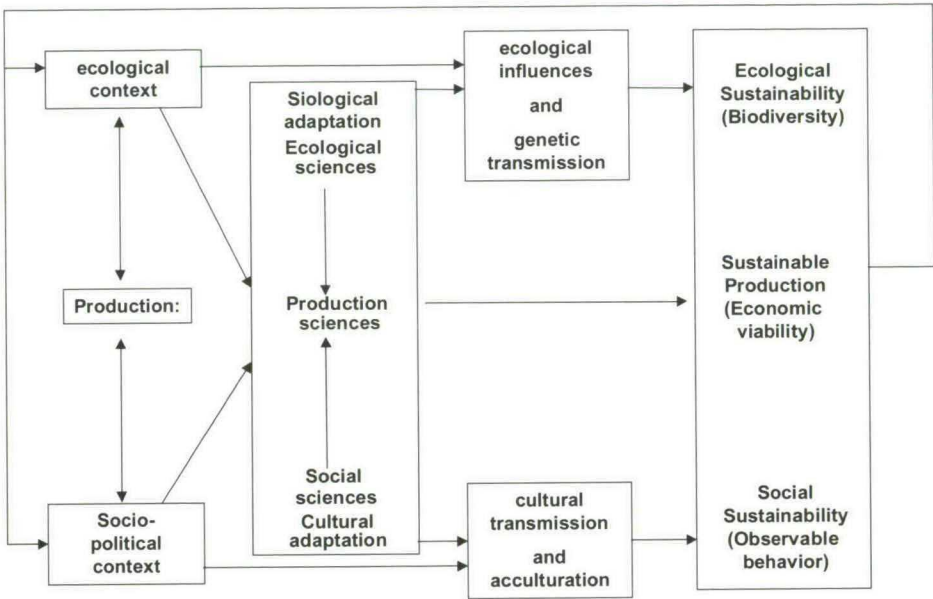 ecological
context
Production:
Socio-
political
context
Siological
adaptation
Ecological
sciences
Production
sciences
Social
sciences
Cultural
adaptation
ecological
influences
and
genetic
transmission
cultural
transmission
and
acculturation
Ecological
Sustainability
(Biodiversity)
Sustainable
Production
(Economic
viability)
Social
Sustainability
(Observable
behavior)